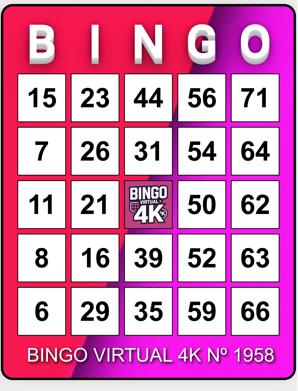 B I N G O
15 23 44 56 71
7 26 31 54 64
11 21 BINGO VIRTUAL 4K 50 62
8 16 39 52 63
6 29 35 59 66
BINGO VIRTUAL 4K Nº 1958